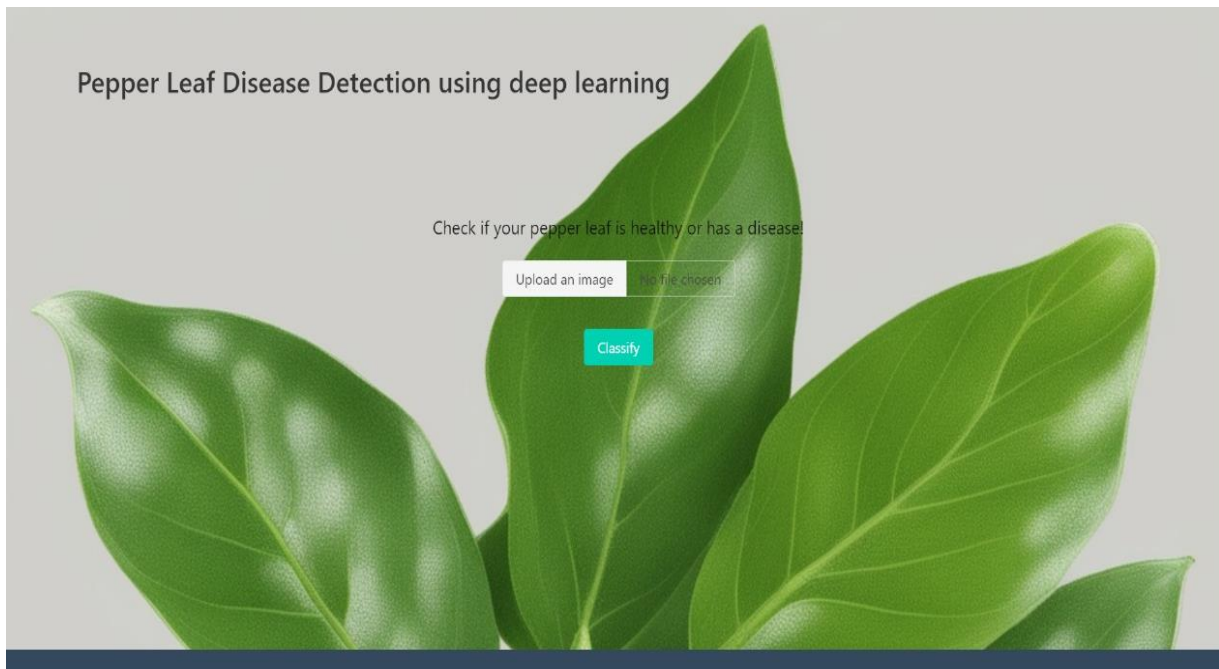 Pepper Leaf Disease Detection using deep learning
Check if your pepper leaf is healthy or has a disease!
Upload an image No file chosen
Classify